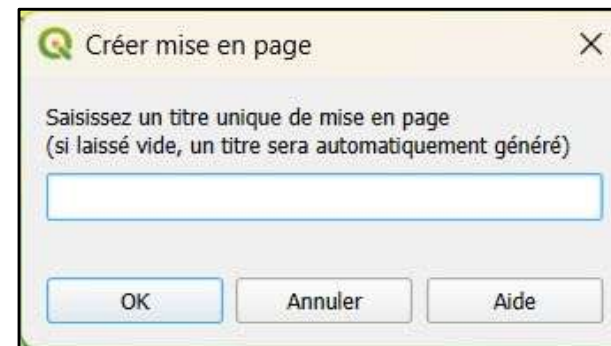 Créer mise en page
Saisissez un titre unique de mise en page
(si laissé vide, un titre sera automatiquement généré)
OK
Annuler
Aide